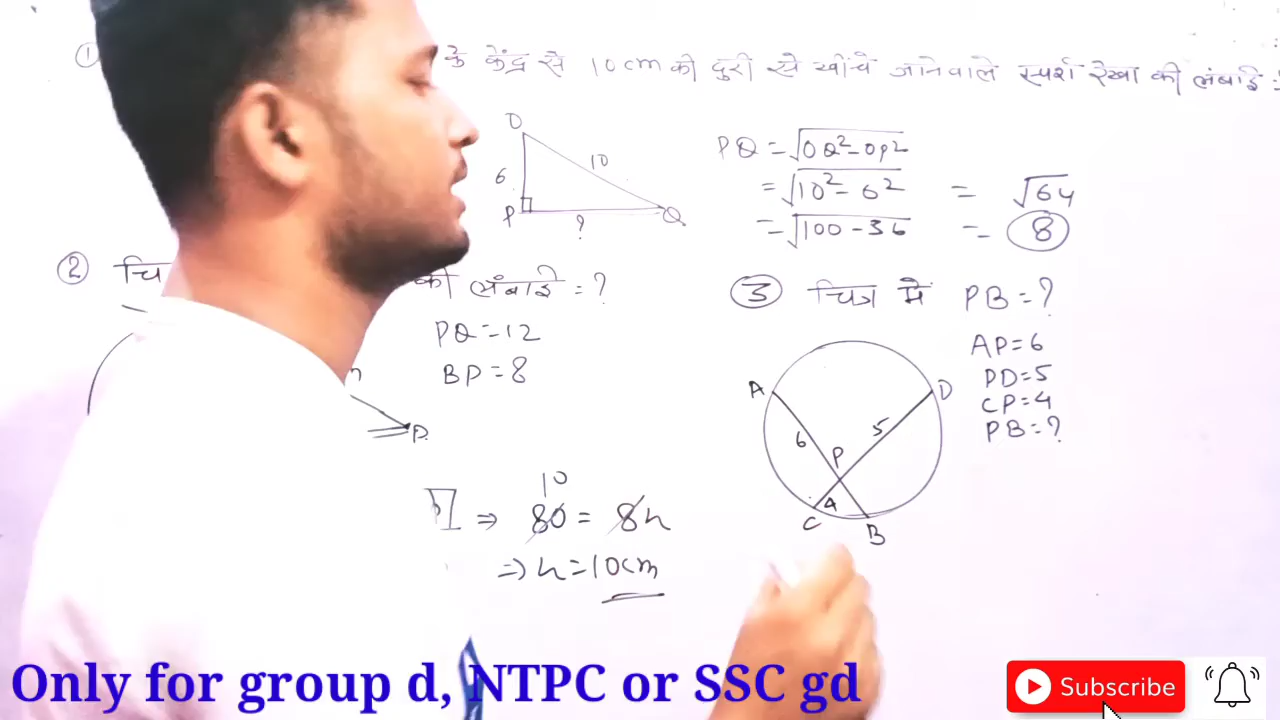 ①
के केंद्र से 10cm की दुरी से खींचे जानेवाले स्पर्श रेखा की लंबाई :
O
6
10
P
?
Q
PQ = √OQ²-OP²
= √10²-6² = √64
= √100-36 = 8
② चि
की लंबाई = ?
PQ=12
BP=8
P
10
⇒ 80 = 8h
⇒ h=10cm
③ चित्र में PB=?
AP=6
PD=5
CP=4
PB=?
A
D
6
5
P
4
C
B
Only for group d, NTPC or SSC gd
Subscribe